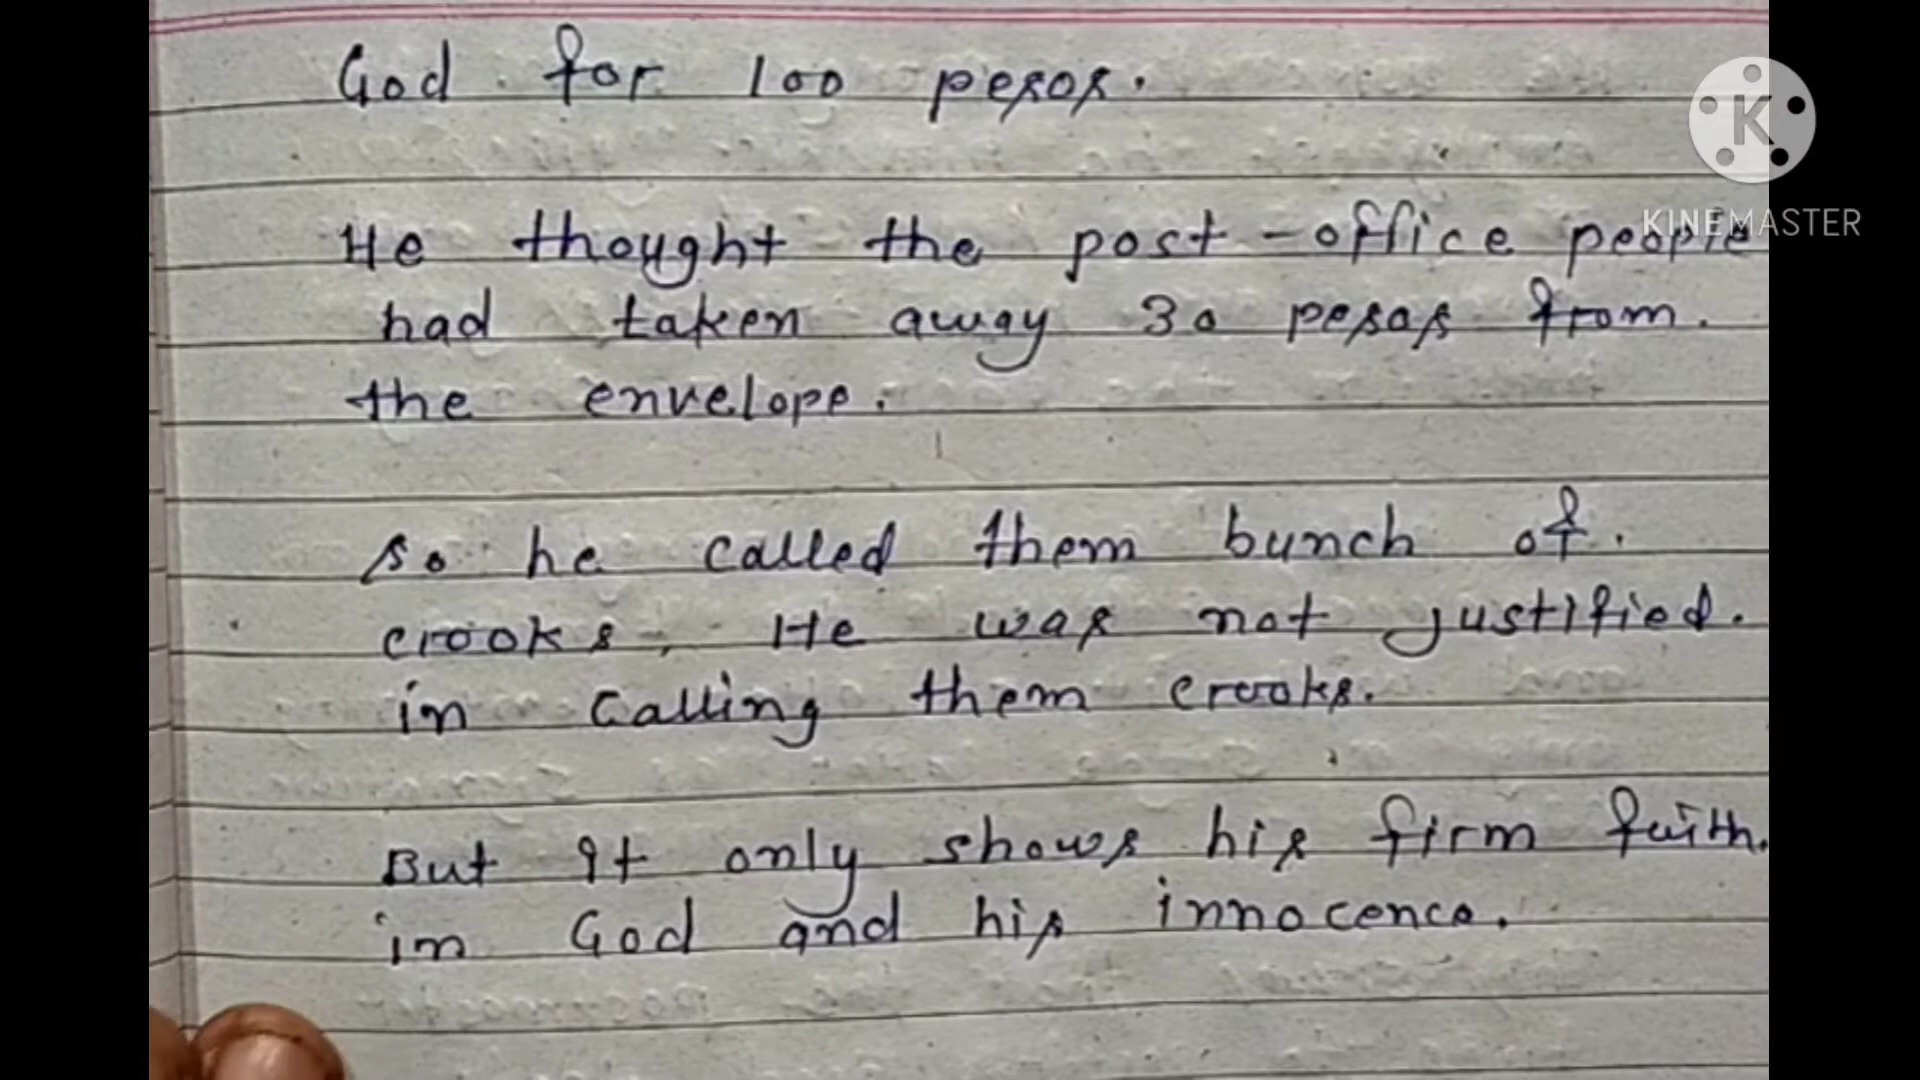 God for 100 pesos.
He thought the post-office people
had taken away 30 pesos from.
the envelope.
so he called them bunch of.
crooks. He was not justified.
in calling them crooks.
But It only shows his firm faith.
in God and his innocence.
K
KINEMASTER